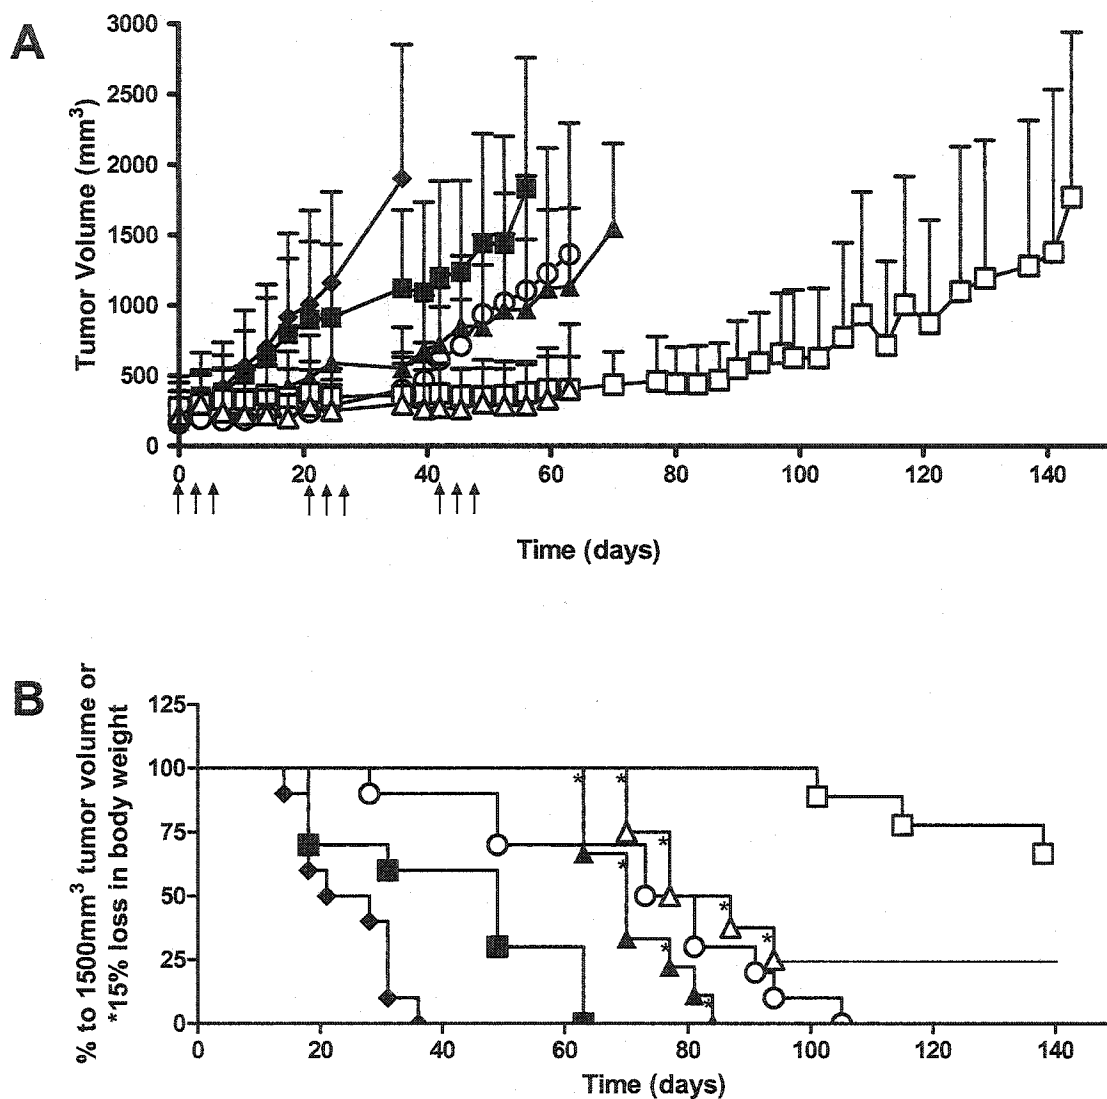 A
Tumor Volume (mm³)
3000
2500
2000
1500
1000
500
0
0 20 40 60 80 100 120 140
Time (days)
B
% to 1500mm³ tumor volume or
*15% loss in body weight
125
100
75
50
25
0
* *
* *
* *
* *
0 20 40 60 80 100 120 140
Time (days)